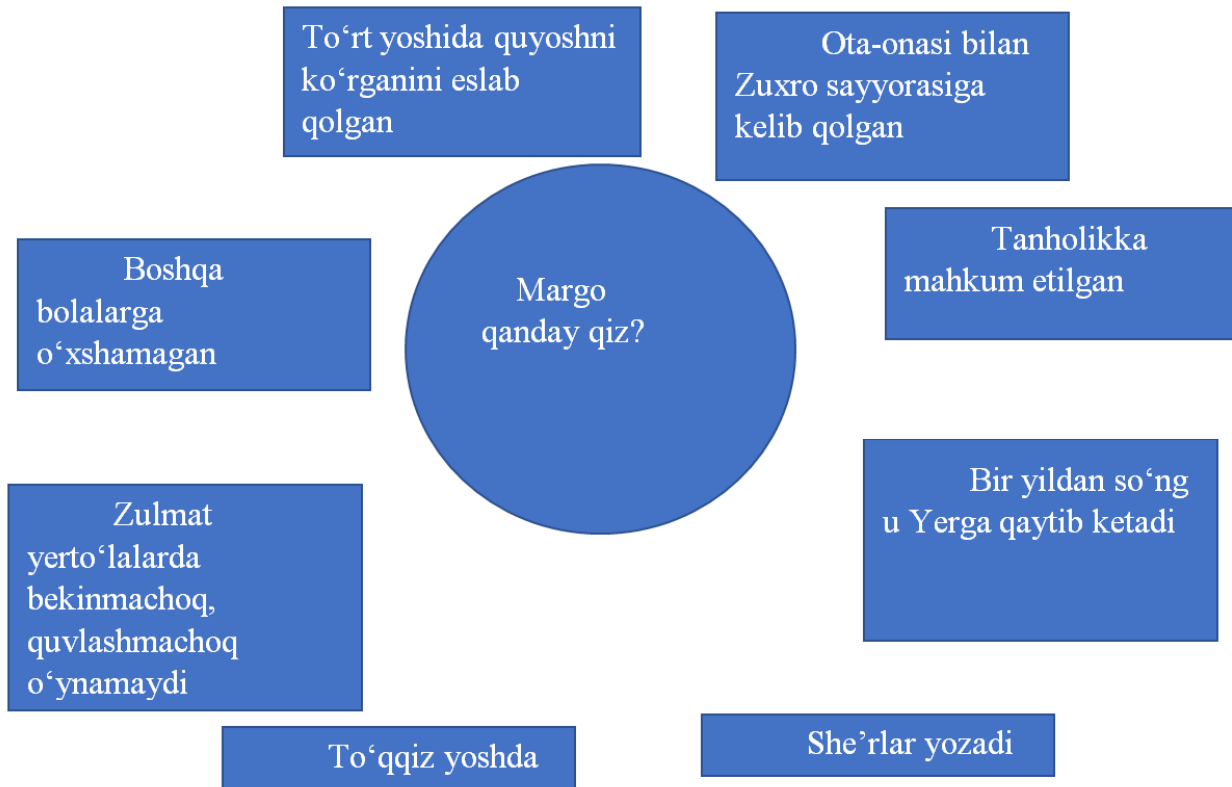 To‘rt yoshida quyoshni
ko‘rganini eslab
qolgan
Ota-onasi bilan
Zuxro sayyorasiga
kelib qolgan
Boshqa
bolalarga
o‘xshamagan
Margo
qanday qiz?
Tanholikka
mahkum etilgan
Zulmat
yerto‘lalarda
bekinmachoq,
quvlashmachoq
o‘ynamaydi
Bir yildan so‘ng
u Yerga qaytib ketadi
To‘qqiz yoshda
She’rlar yozadi